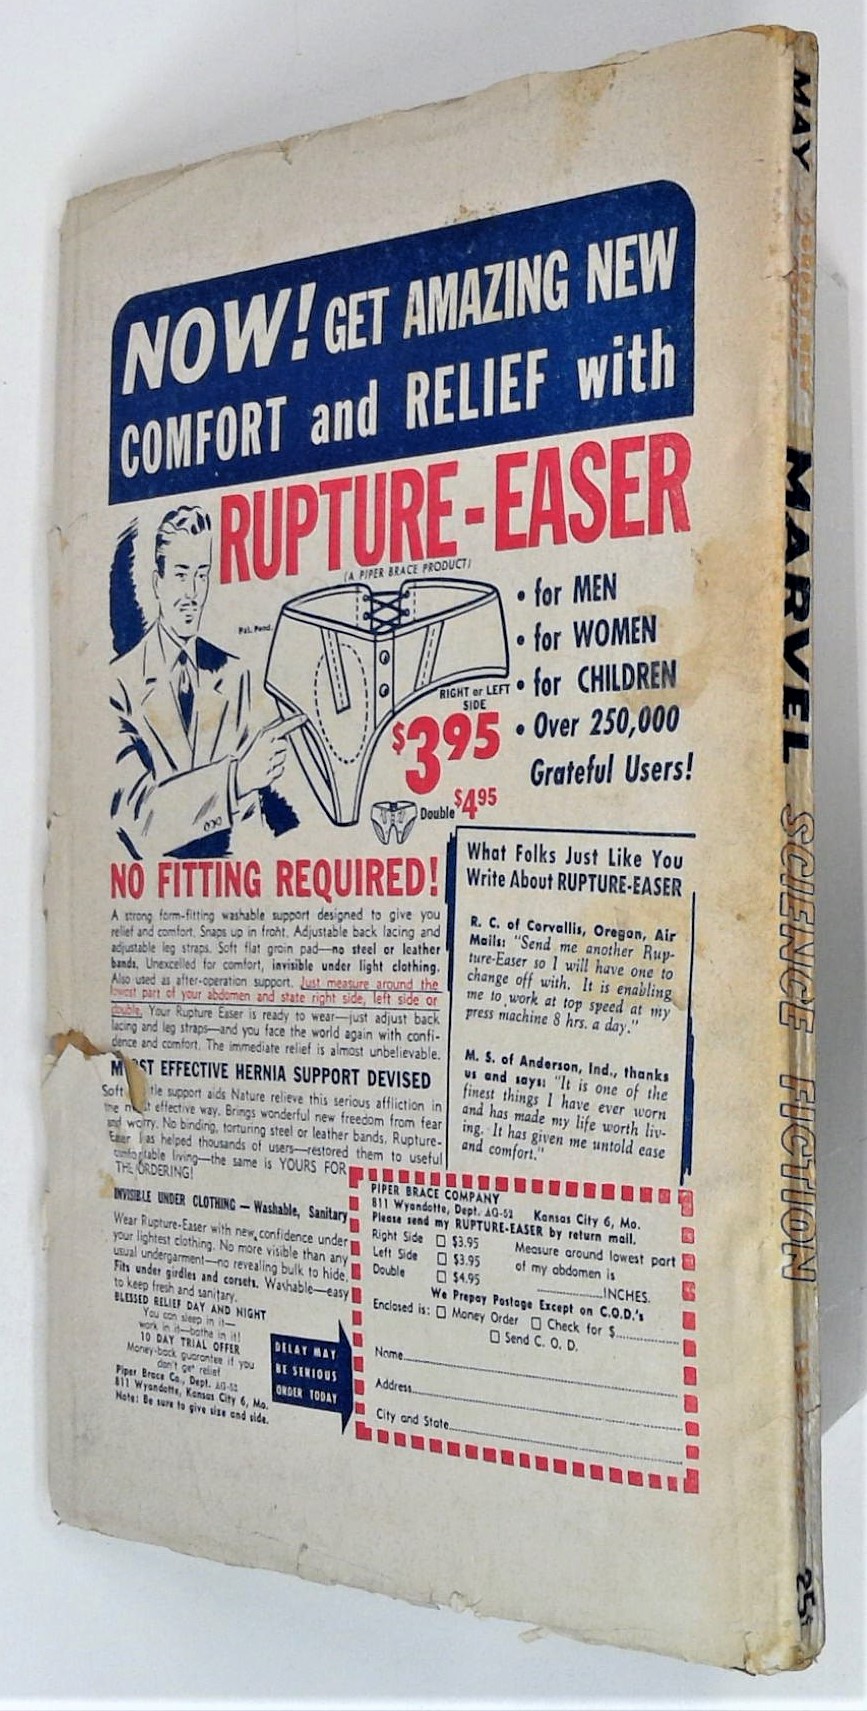 NOW! GET AMAZING NEW
COMFORT and RELIEF with
RUPTURE-EASER
(A PIPER BRACE PRODUCT)
Pat. Pend.
• for MEN
• for WOMEN
• for CHILDREN
• Over 250,000
Grateful Users!
RIGHT or LEFT
SIDE
$395
Double $4.95
NO FITTING REQUIRED!
A strong form-fitting washable support designed to give you
relief and comfort. Snaps up in front. Adjustable back lacing and
adjustable leg straps. Soft flat groin pad—no steel or leather
bands. Unexcelled for comfort, invisible under light clothing.
Also used as after-operation support. Just measure around the
lowest part of your abdomen and state right side, left side or
double. Your Rupture Easer is ready to wear—just adjust back
lacing and leg straps—and you face the world again with confi-
dence and comfort. The immediate relief is almost unbelievable.
MOST EFFECTIVE HERNIA SUPPORT DEVISED
Soft support aids Nature relieve this serious affliction in
the most effective way. Brings wonderful new freedom from fear
and worry. No binding, torturing steel or leather bands. Rupture-
Easer has helped thousands of users—restored them to useful
comfortable living—the same is YOURS FOR
THE ORDERING!
INVISIBLE UNDER CLOTHING — Washable, Sanitary
Wear Rupture-Easer with new confidence under
your lightest clothing. No more visible than any
usual undergarment—no revealing bulk to hide.
Fits under girdles and corsets. Washable—easy
to keep fresh and sanitary.
BLESSED RELIEF DAY AND NIGHT
You can sleep in it—
work in it—bathe in it!
10 DAY TRIAL OFFER
Money-back guarantee if you
don't get relief
Piper Brace Co., Dept. AG-52
811 Wyandotte, Kansas City 6, Mo.
Note: Be sure to give size and side.
DELAY MAY
BE SERIOUS
ORDER TODAY
What Folks Just Like You
Write About RUPTURE-EASER
R. C. of Corvallis, Oregon, Air
Mails: "Send me another Rup-
ture-Easer so I will have one to
change off with. It is enabling
me to work at top speed at my
press machine 8 hrs. a day."
M. S. of Anderson, Ind., thanks
us and says: "It is one of the
finest things I have ever worn
and has made my life worth liv-
ing. It has given me untold ease
and comfort."
PIPER BRACE COMPANY
811 Wyandotte, Dept. AG-52 Kansas City 6, Mo.
Please send my RUPTURE-EASER by return mail.
Right Side □ $3.95 Measure around lowest part
Left Side □ $3.95 of my abdomen is
Double □ $4.95 ............INCHES.
We Prepay Postage Except on C.O.D.'s
Enclosed is: □ Money Order □ Check for $............
□ Send C. O. D.
Name............
Address............
City and State............
MAY
MARVEL SCIENCE FICTION
25¢